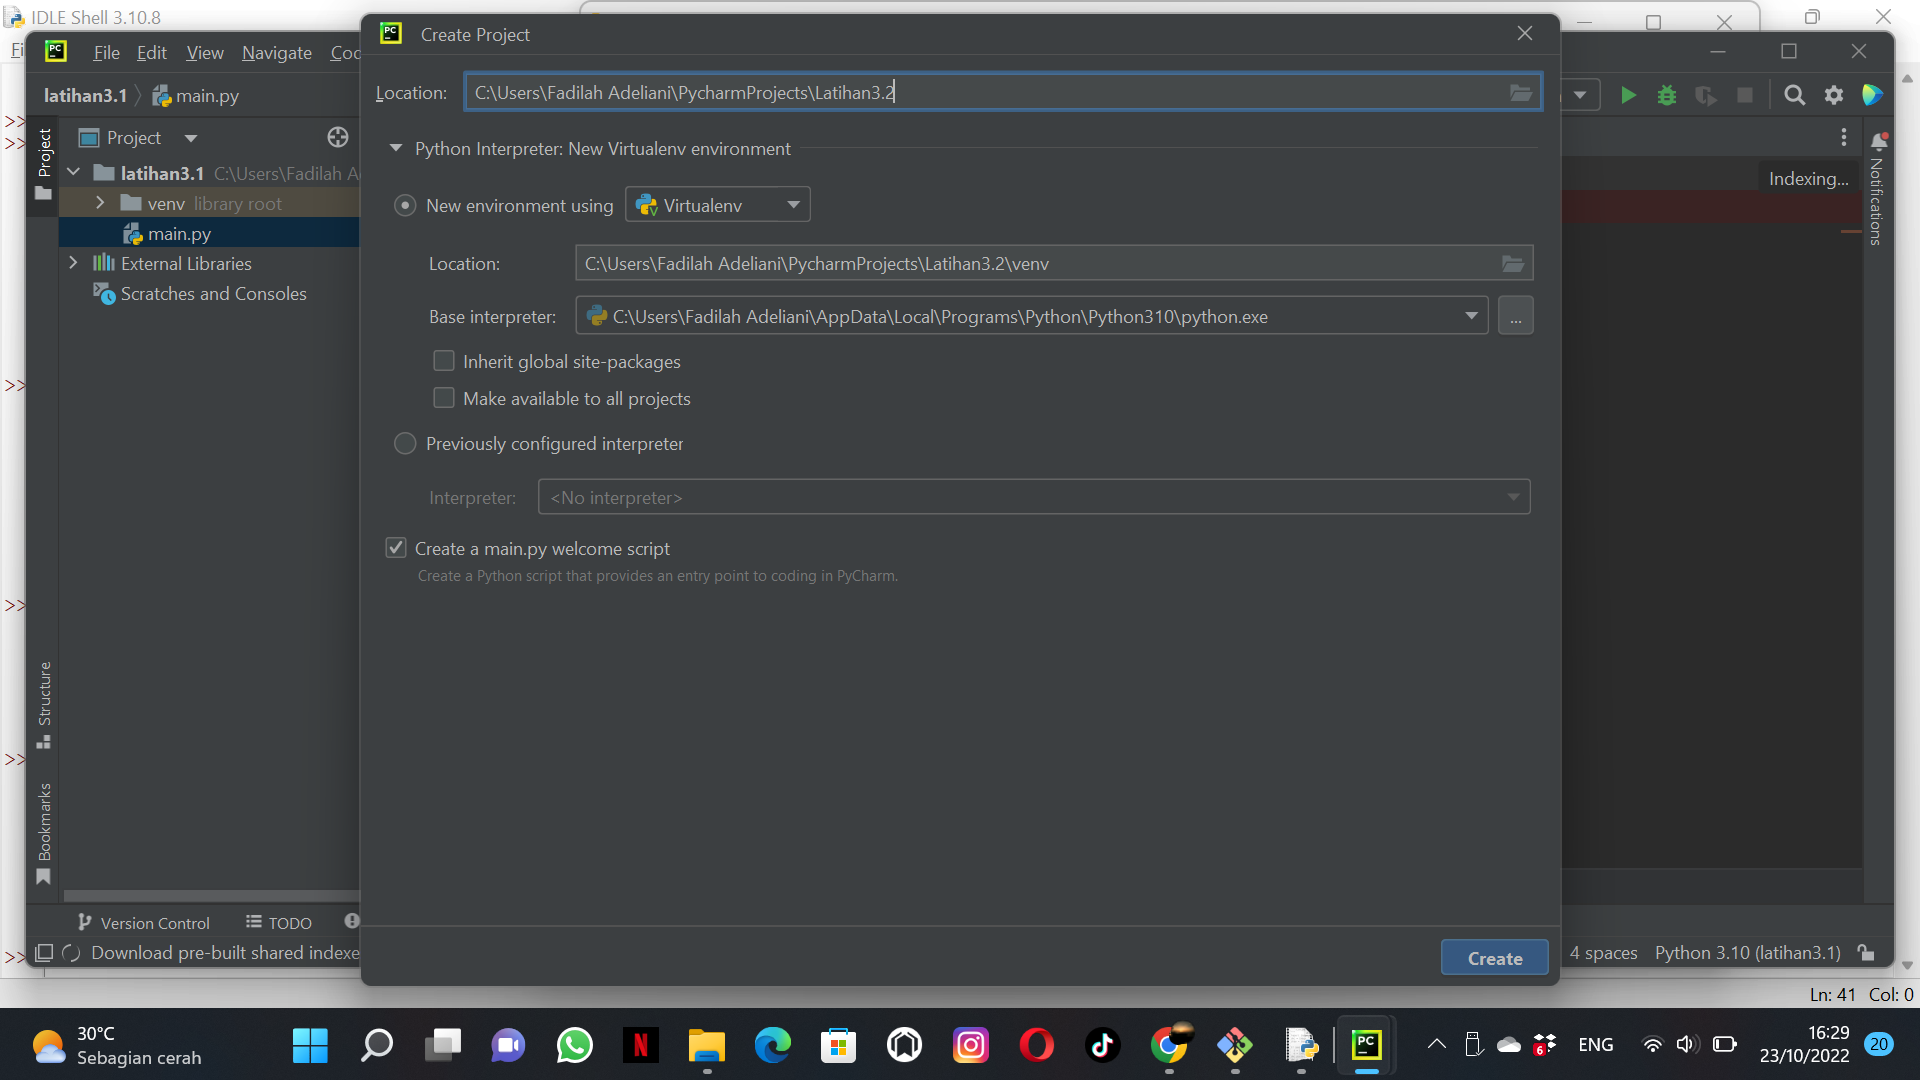 IDLE Shell 3.10.8
Fi
File Edit View Navigate Cod
latihan3.1 main.py
Create Project
Location: C:\Users\Fadilah Adeliani\PycharmProjects\Latihan3.2
Project
Project
latihan3.1 C:\Users\Fadilah A
venv library root
main.py
External Libraries
Scratches and Consoles
Python Interpreter: New Virtualenv environment
New environment using Virtualenv
Location: C:\Users\Fadilah Adeliani\PycharmProjects\Latihan3.2\venv
Base interpreter: C:\Users\Fadilah Adeliani\AppData\Local\Programs\Python\Python310\python.exe
...
Inherit global site-packages
Make available to all projects
Previously configured interpreter
Interpreter: <No interpreter>
Create a main.py welcome script
Create a Python script that provides an entry point to coding in PyCharm.
Create
Indexing...
Notifications
>>
>>
>>
>>
>>
>>
Structure
Bookmarks
Version Control TODO
Download pre-built shared indexe
4 spaces Python 3.10 (latihan3.1)
Ln: 41 Col: 0
30°C
Sebagian cerah
6
ENG
16:29
23/10/2022
20